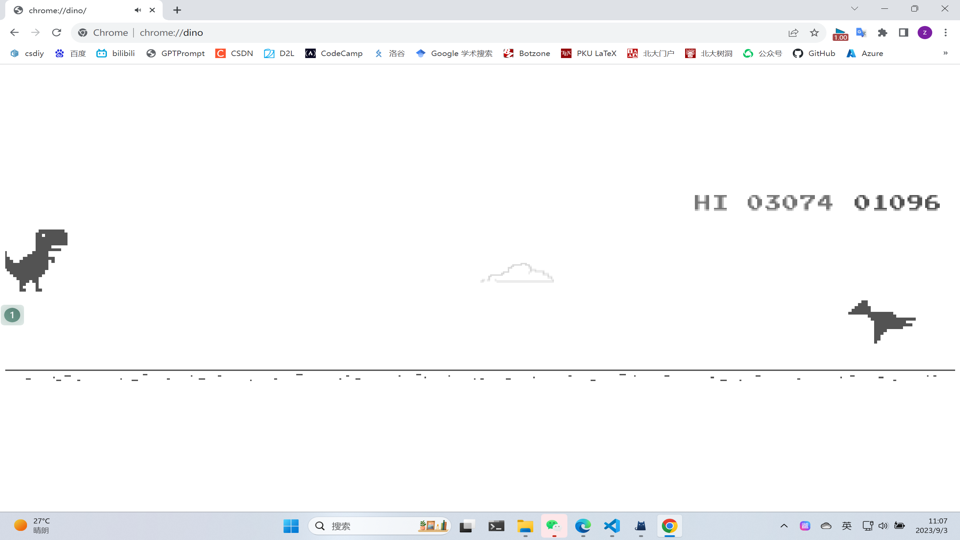 chrome://dino/
Chrome | chrome://dino
1.00
z
csdiy
百度
bilibili
GPTPrompt
CSDN
D2L
CodeCamp
洛谷
Google 学术搜索
Botzone
PKU LaTeX
北大门户
北大树洞
公众号
GitHub
Azure
»
HI 03074 01096
1
27°C
晴朗
搜索
英
11:07
2023/9/3